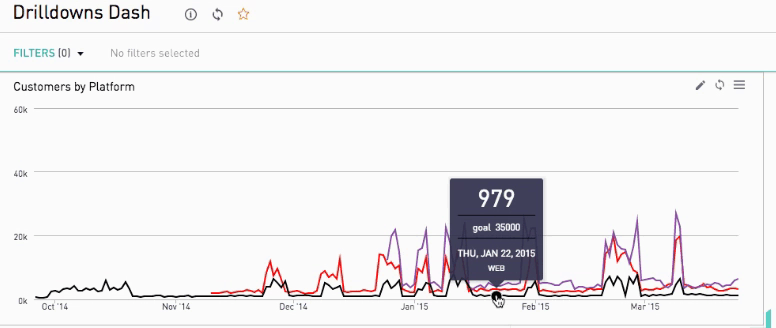 Drilldowns Dash
FILTERS (0) No filters selected
Customers by Platform
60k
40k
20k
0k
979
goal 35000
THU, JAN 22, 2015
WEB
Oct '14 Nov '14 Dec '14 Jan '15 Feb '15 Mar '15